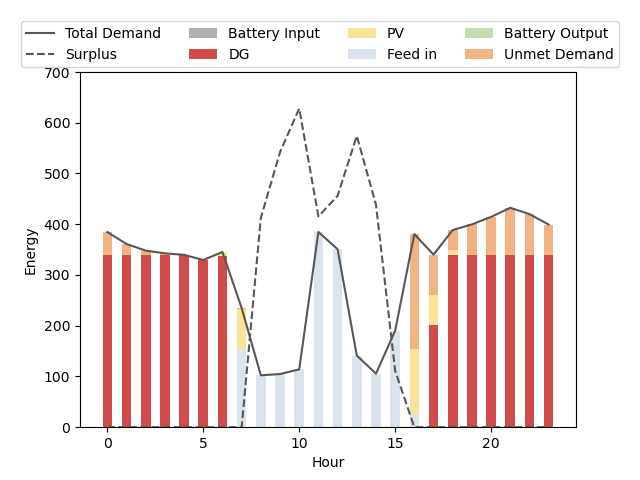 Total Demand Battery Input PV Battery Output
Surplus DG Feed in Unmet Demand
700
600
500
400
300
200
100
0
Energy
0 5 10 15 20
Hour